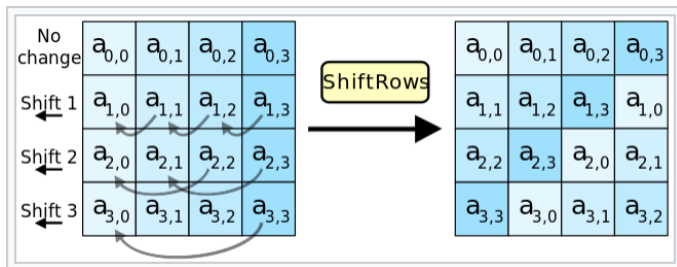 No change a0,0 a0,1 a0,2 a0,3 a0,0 a0,1 a0,2 a0,3
ShiftRows
Shift 1 a1,0 a1,1 a1,2 a1,3 a1,1 a1,2 a1,3 a1,0
Shift 2 a2,0 a2,1 a2,2 a2,3 a2,2 a2,3 a2,0 a2,1
Shift 3 a3,0 a3,1 a3,2 a3,3 a3,3 a3,0 a3,1 a3,2